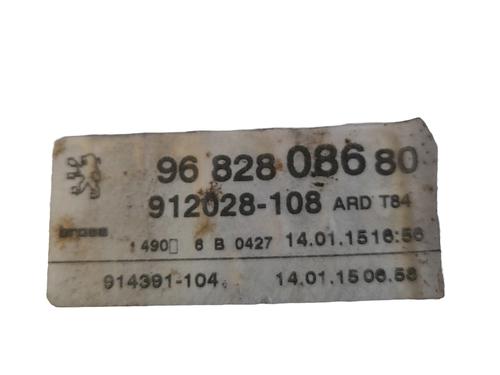 96 828 086 80
912028-108 ARD T84
brose
1490▯ 6 B 0427 14.01.15 16:56
914391-104 14.01.15 06.58